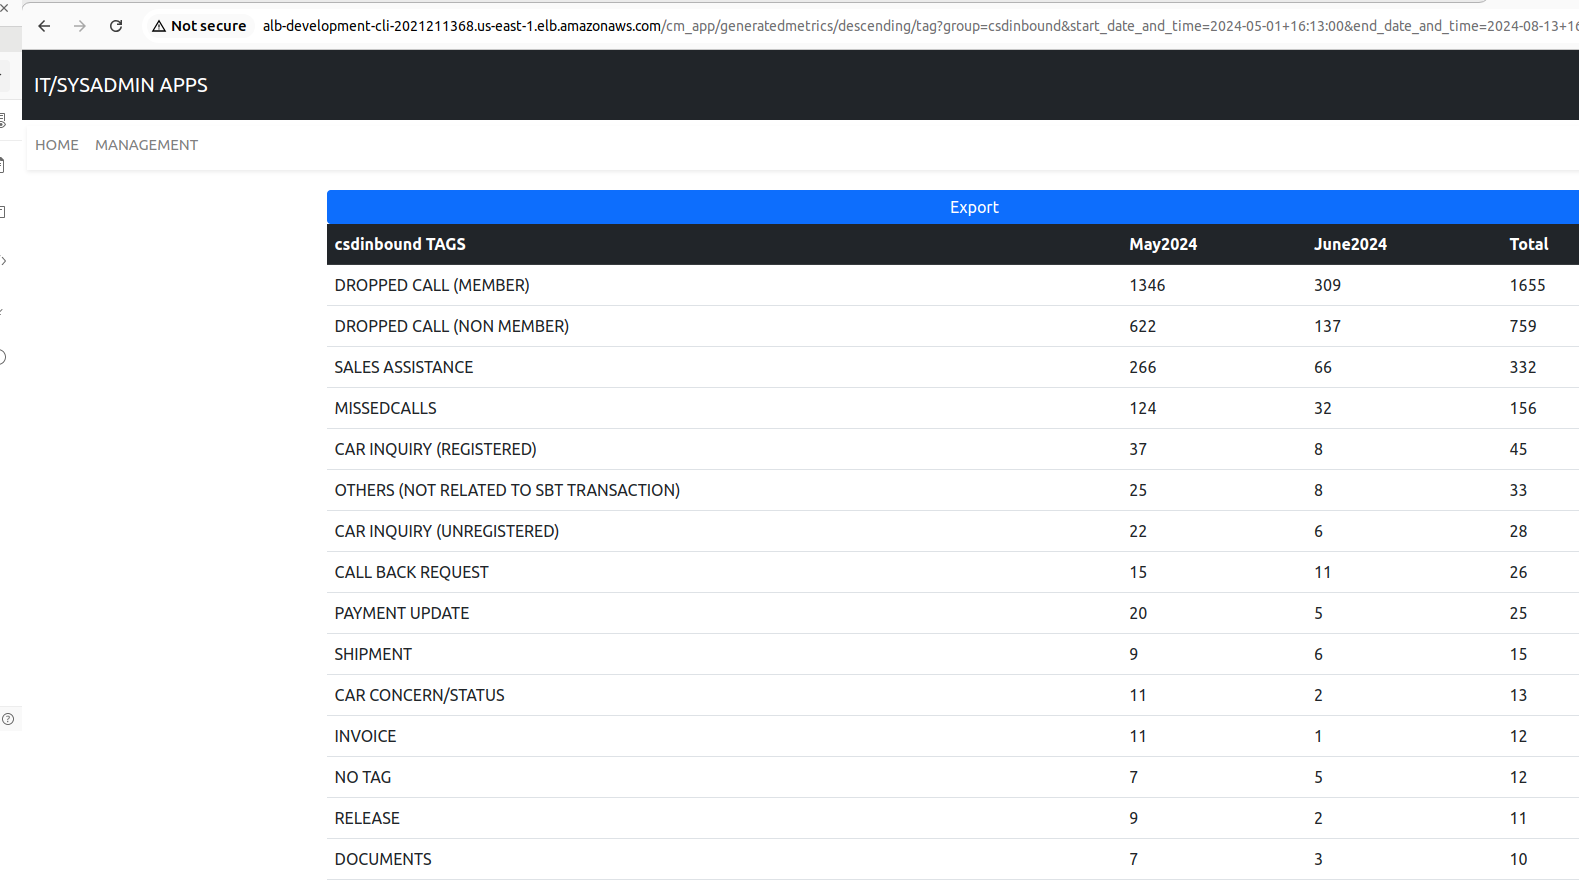 Not secure alb-development-cli-2021211368.us-east-1.elb.amazonaws.com/cm_app/generatedmetrics/descending/tag?group=csdinbound&start_date_and_time=2024-05-01+16:13:00&end_date_and_time=2024-08-13+16
IT/SYSADMIN APPS
HOME MANAGEMENT
Export
csdinbound TAGS May2024 June2024 Total
DROPPED CALL (MEMBER) 1346 309 1655
DROPPED CALL (NON MEMBER) 622 137 759
SALES ASSISTANCE 266 66 332
MISSEDCALLS 124 32 156
CAR INQUIRY (REGISTERED) 37 8 45
OTHERS (NOT RELATED TO SBT TRANSACTION) 25 8 33
CAR INQUIRY (UNREGISTERED) 22 6 28
CALL BACK REQUEST 15 11 26
PAYMENT UPDATE 20 5 25
SHIPMENT 9 6 15
CAR CONCERN/STATUS 11 2 13
INVOICE 11 1 12
NO TAG 7 5 12
RELEASE 9 2 11
DOCUMENTS 7 3 10